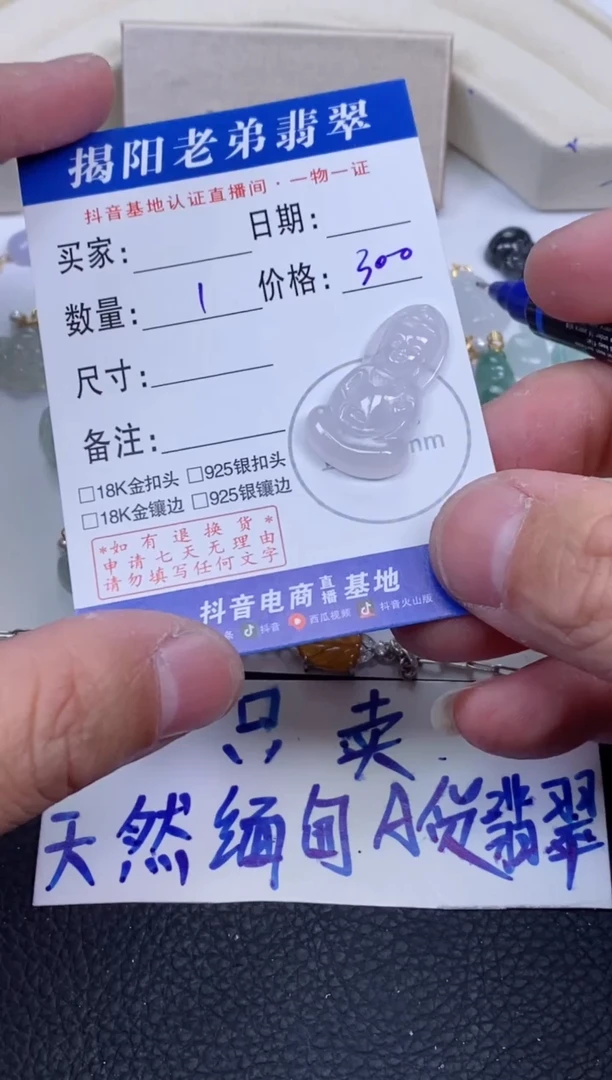 揭阳老弟翡翠
抖音基地认证直播间·一物一证
买家: 日期:
数量: 1 价格: 300
尺寸:
备注: mm
□18K金扣头 □925银扣头
□18K金镶边 □925银镶边
*如有退换货*
申请七天无理由
请勿填写任何文字
抖音电商直播基地
条 抖音 西瓜视频 抖音火山版
只卖
天然缅甸A货翡翠